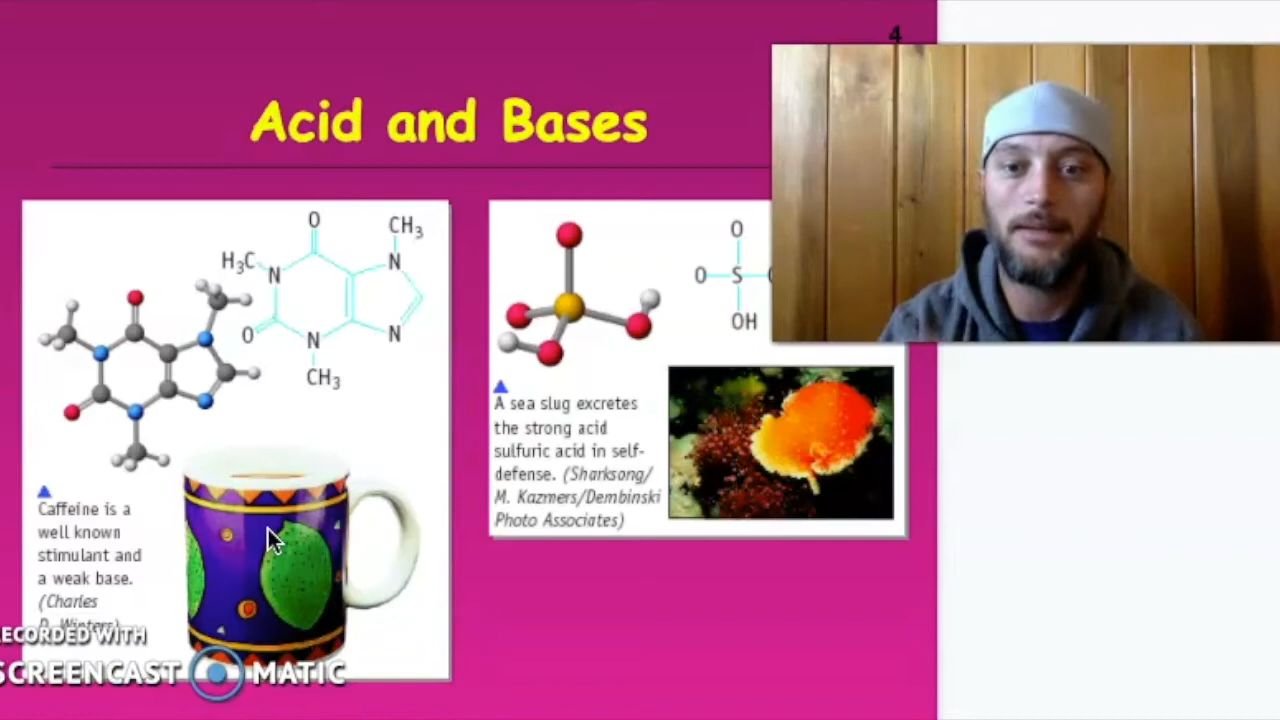 4
Acid and Bases
O
CH3
H3C
N
N
O
N
N
CH3
Caffeine is a
well known
stimulant and
a weak base.
(Charles
D. Winters)
O
O
S
OH
A sea slug excretes
the strong acid
sulfuric acid in self-
defense. (Sharksong/
M. Kazmers/Dembinski
Photo Associates)
RECORDED WITH
SCREENCAST MATIC